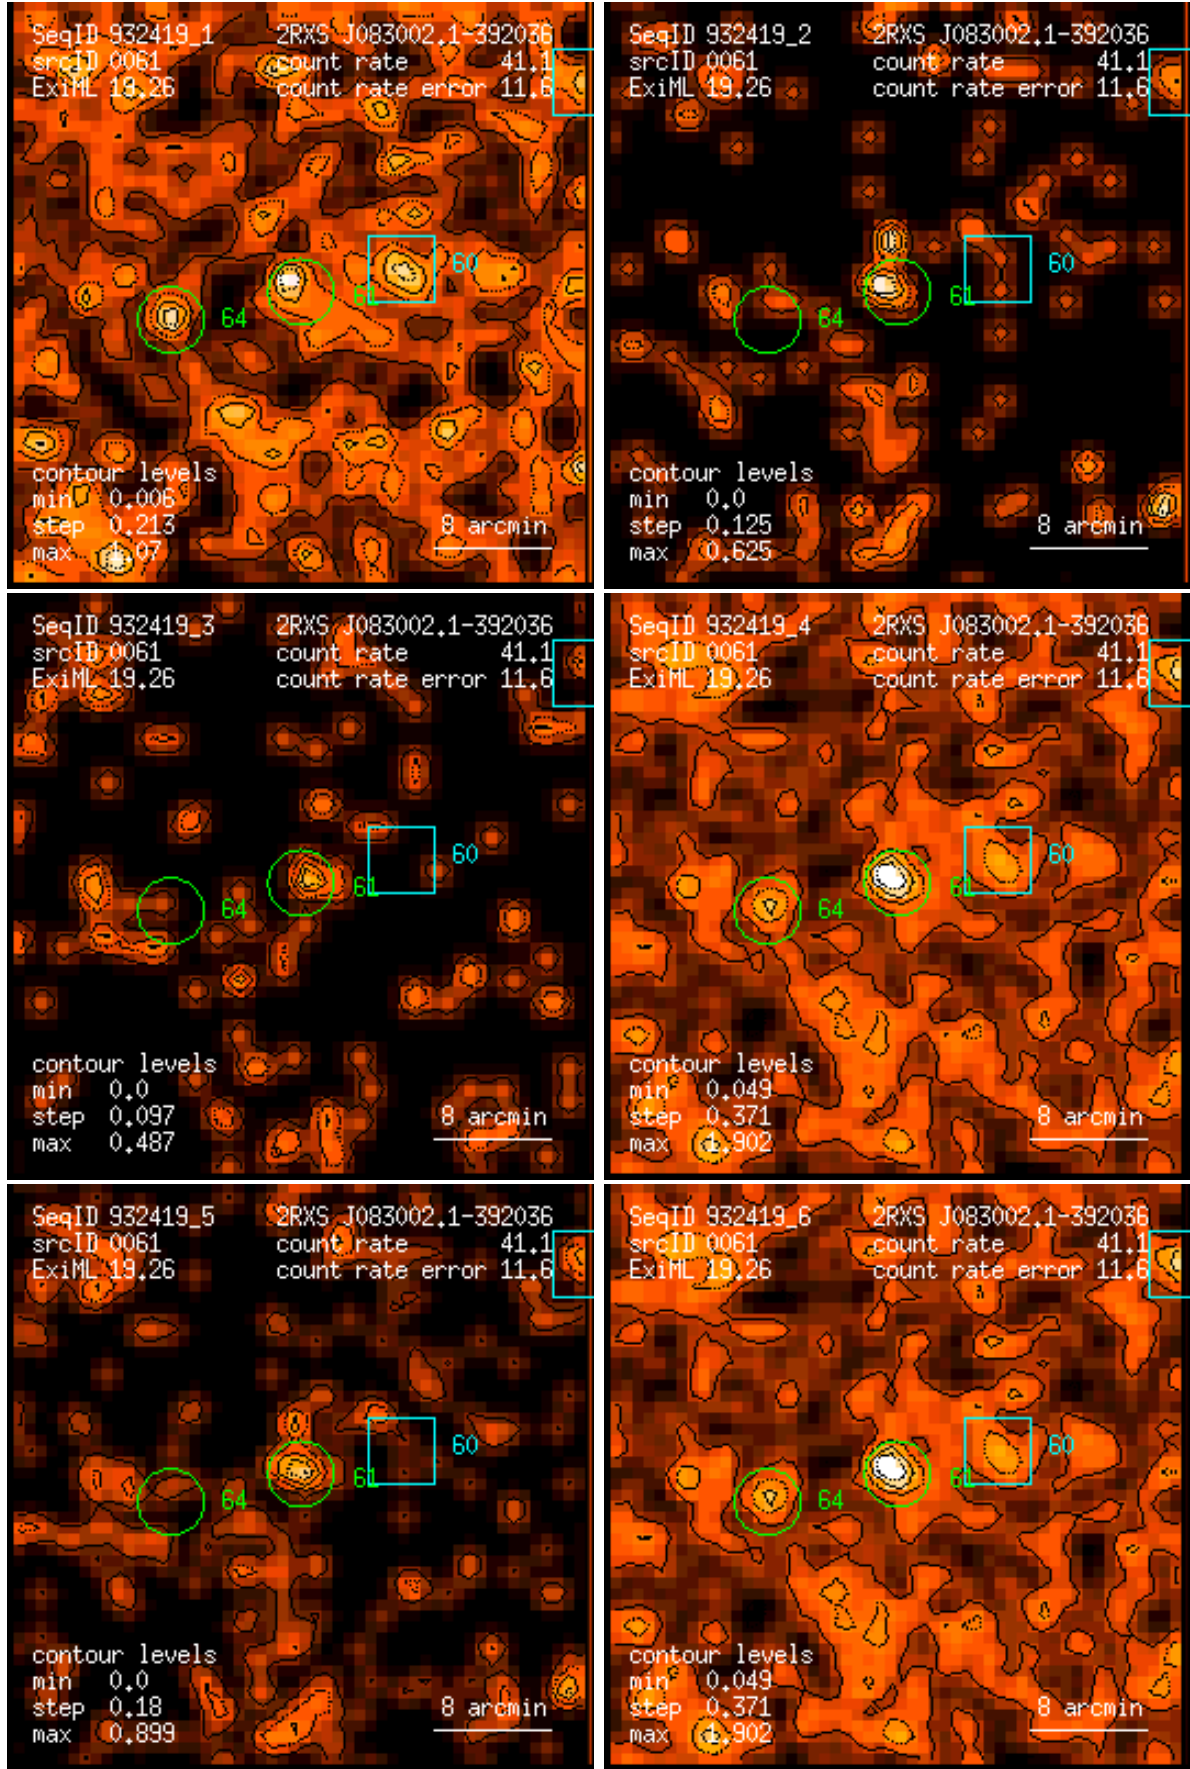 SeqID 932419_1 2RXS J083002.1-392036
srcID 0061 count rate 41.1
ExiML 19.26 count rate error 11.6
60
61
64
contour levels
min 0.006
step 0.213
max 1.07
8 arcmin
SeqID 932419_2 2RXS J083002.1-392036
srcID 0061 count rate 41.1
ExiML 19.26 count rate error 11.6
60
61
64
contour levels
min 0.0
step 0.125
max 0.625
8 arcmin
SeqID 932419_3 2RXS J083002.1-392036
srcID 0061 count rate 41.1
ExiML 19.26 count rate error 11.6
60
61
64
contour levels
min 0.0
step 0.097
max 0.487
8 arcmin
SeqID 932419_4 2RXS J083002.1-392036
srcID 0061 count rate 41.1
ExiML 19.26 count rate error 11.6
60
61
64
contour levels
min 0.049
step 0.371
max 1.902
8 arcmin
SeqID 932419_5 2RXS J083002.1-392036
srcID 0061 count rate 41.1
ExiML 19.26 count rate error 11.6
60
61
64
contour levels
min 0.0
step 0.18
max 0.899
8 arcmin
SeqID 932419_6 2RXS J083002.1-392036
srcID 0061 count rate 41.1
ExiML 19.26 count rate error 11.6
60
61
64
contour levels
min 0.049
step 0.371
max 1.902
8 arcmin